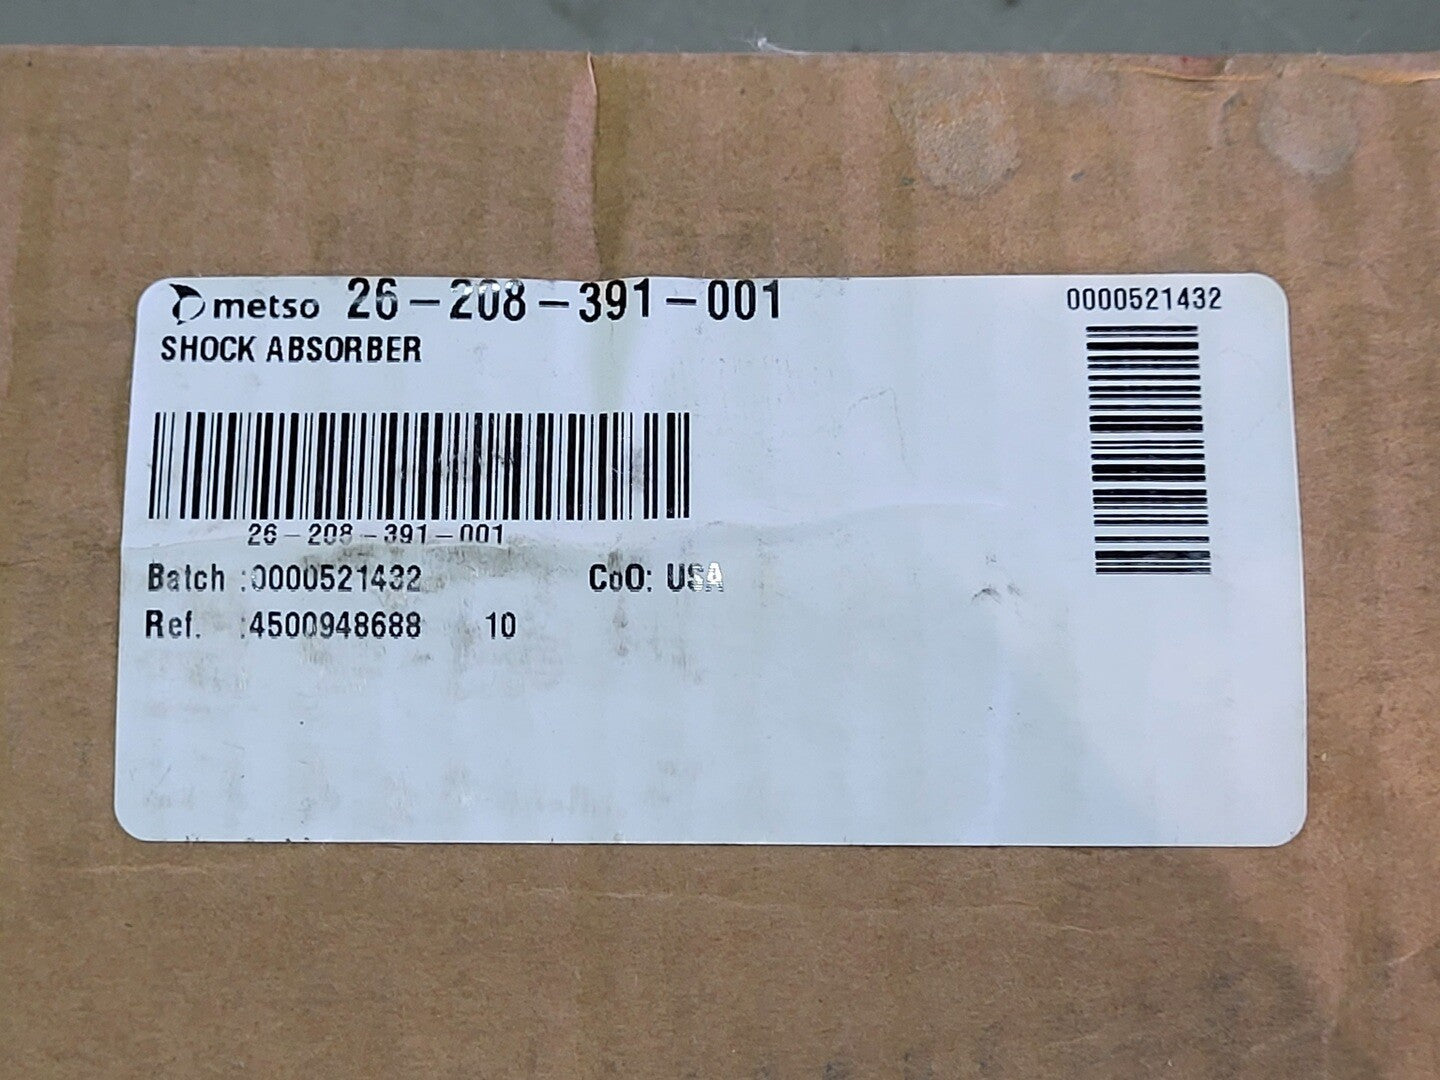 metso 26-208-391-001
0000521432
SHOCK ABSORBER
26-208-391-001
Batch :0000521432 CoO: USA
Ref. :4500948688 10